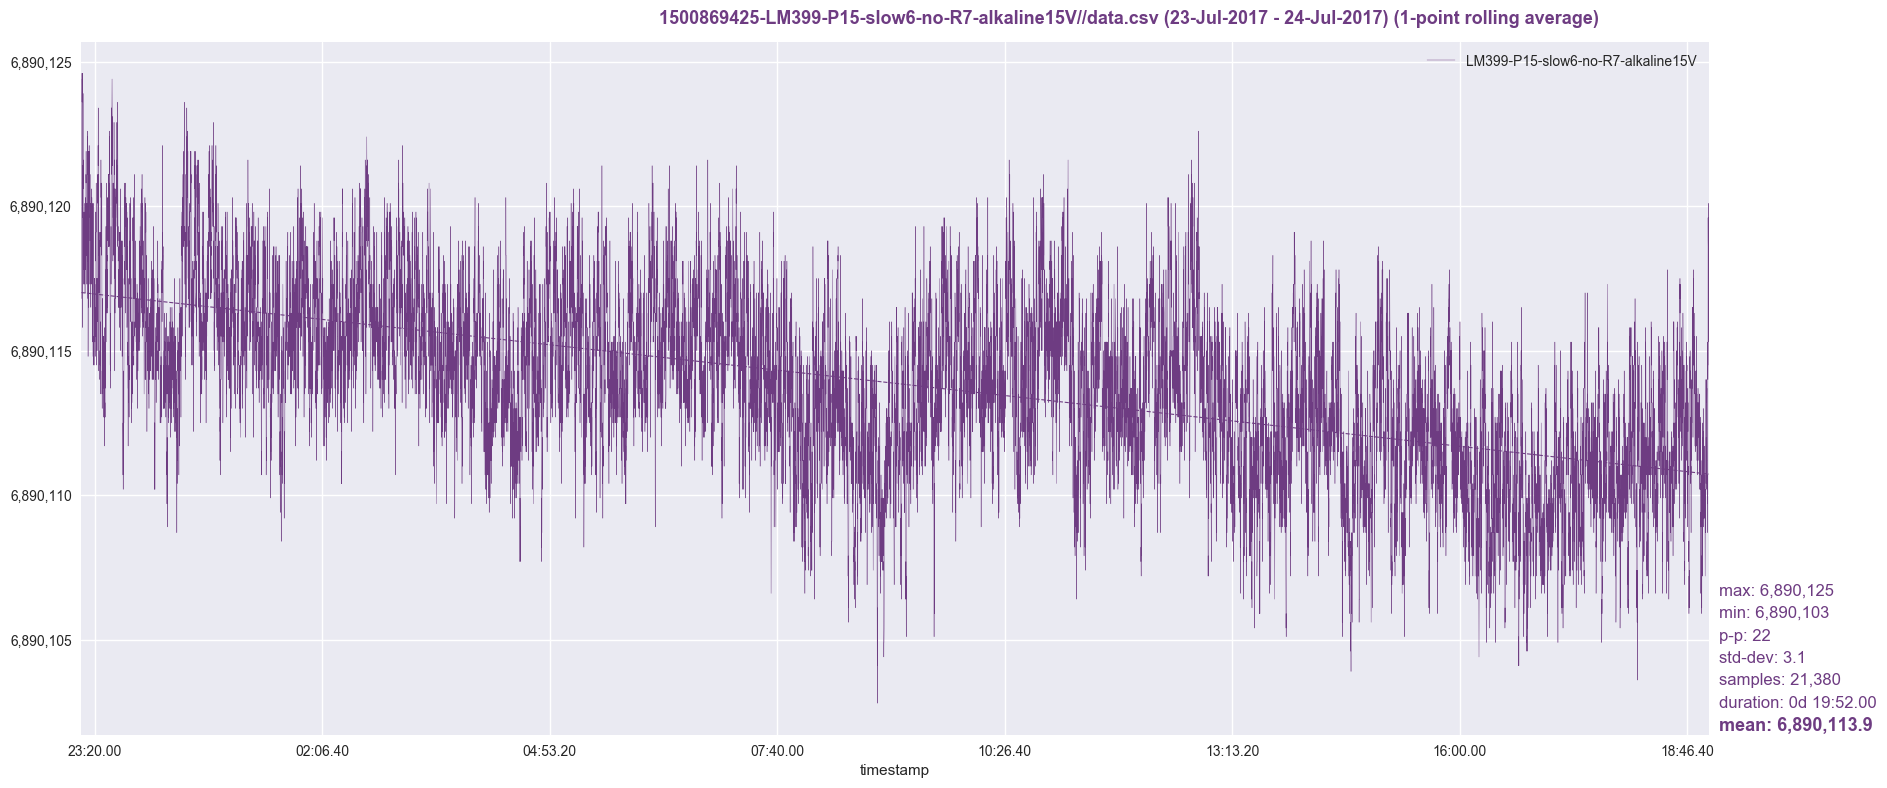 1500869425-LM399-P15-slow6-no-R7-alkaline15V//data.csv (23-Jul-2017 - 24-Jul-2017) (1-point rolling average)
LM399-P15-slow6-no-R7-alkaline15V
6,890,125
6,890,120
6,890,115
6,890,110
6,890,105
max: 6,890,125
min: 6,890,103
p-p: 22
std-dev: 3.1
samples: 21,380
duration: 0d 19:52.00
mean: 6,890,113.9
23:20.00 02:06.40 04:53.20 07:40.00 10:26.40 13:13.20 16:00.00 18:46.40
timestamp